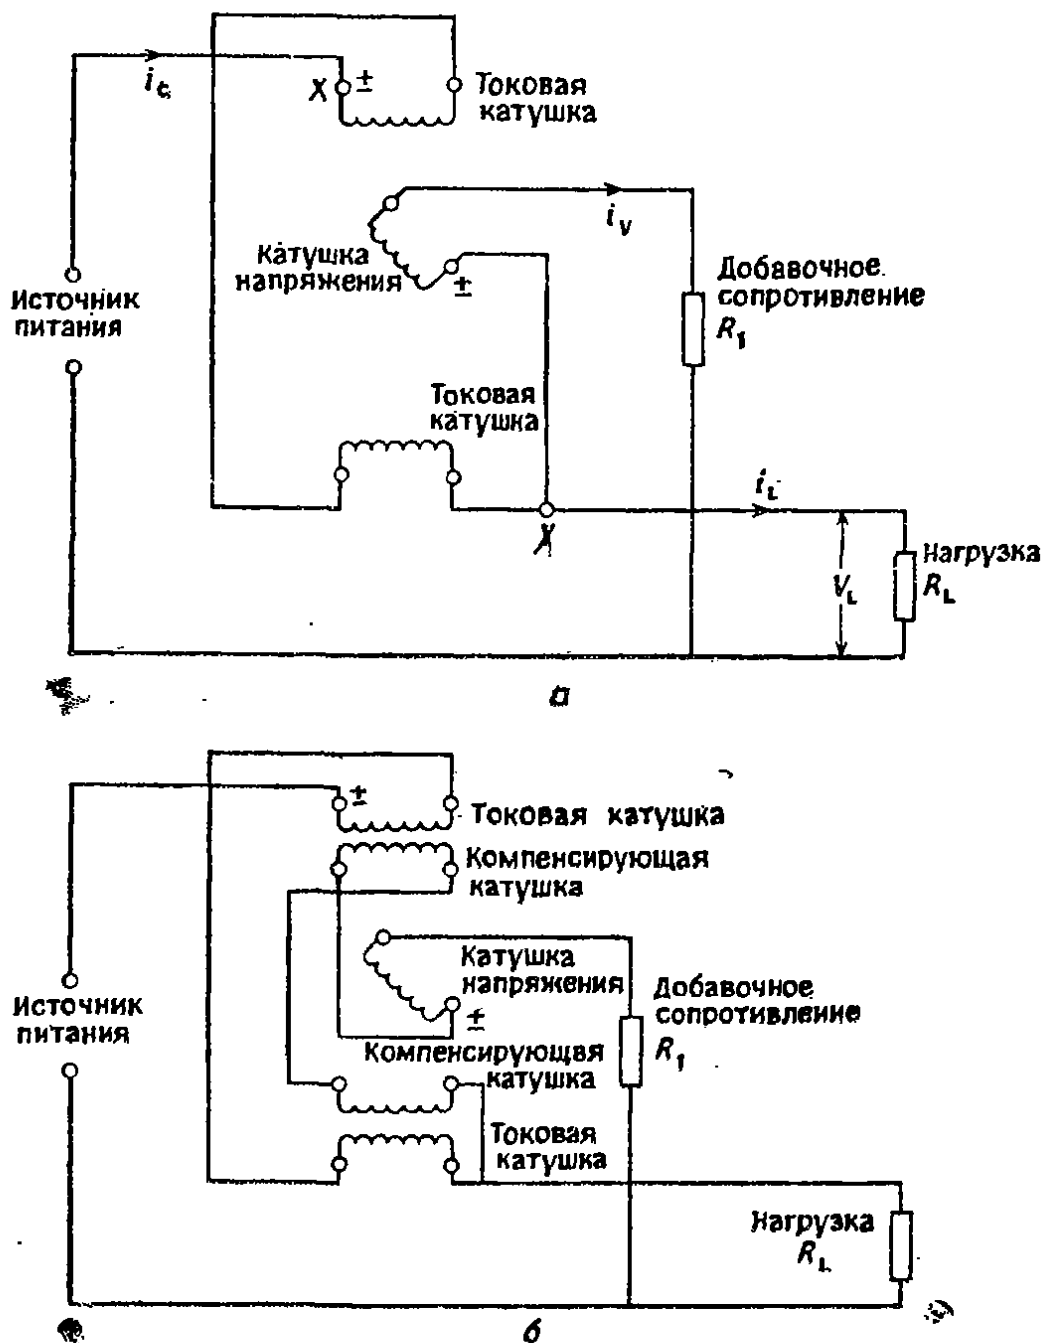 i_c
X
±
Токовая
катушка
i_V
Катушка
напряжения
±
Источник
питания
Добавочное
сопротивление
R_1
Токовая
катушка
i_L
X
V_L
Нагрузка
R_L
а
±
Токовая катушка
Компенсирующая
катушка
Катушка
напряжения
±
Источник
питания
Добавочное
сопротивление
R_1
Компенсирующая
катушка
Токовая
катушка
Нагрузка
R_L
б